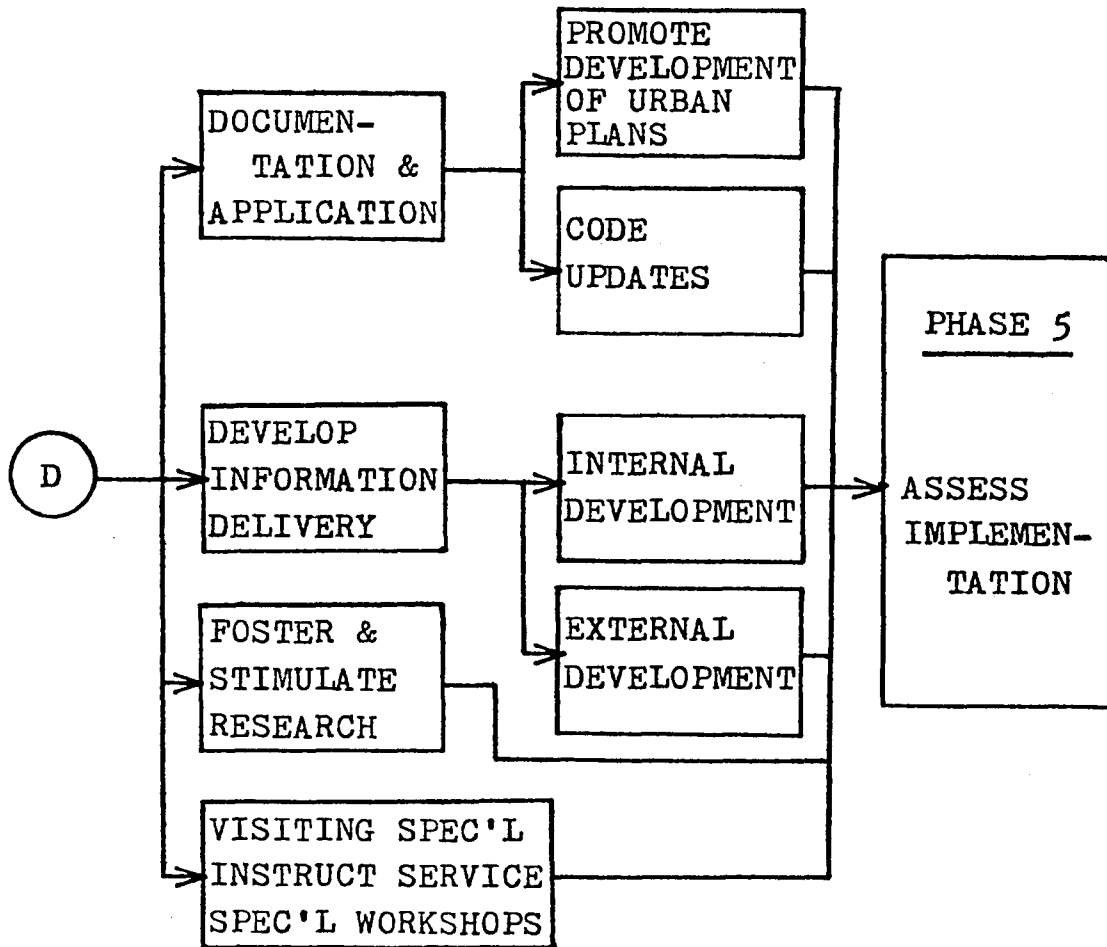 PROMOTE
DEVELOPMENT
OF URBAN
PLANS
DOCUMEN-
TATION &
APPLICATION
CODE
UPDATES
PHASE 5
D
DEVELOP
INFORMATION
DELIVERY
INTERNAL
DEVELOPMENT
ASSESS
IMPLEMEN-
TATION
FOSTER &
STIMULATE
RESEARCH
EXTERNAL
DEVELOPMENT
VISITING SPEC'L
INSTRUCT SERVICE
SPEC'L WORKSHOPS